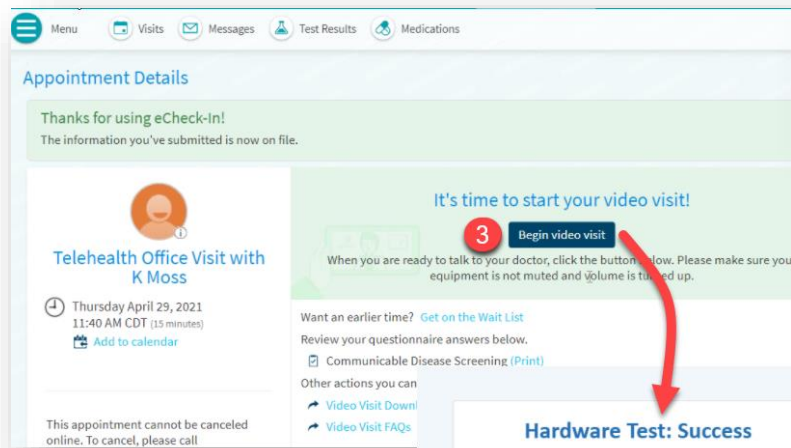 Menu Visits Messages Test Results Medications
Appointment Details
Thanks for using eCheck-In!
The information you've submitted is now on file.
Telehealth Office Visit with
K Moss
Thursday April 29, 2021
11:40 AM CDT (15 minutes)
Add to calendar
This appointment cannot be canceled
online. To cancel, please call
It's time to start your video visit!
3 Begin video visit
When you are ready to talk to your doctor, click the button below. Please make sure you
equipment is not muted and volume is turned up.
Want an earlier time? Get on the Wait List
Review your questionnaire answers below.
Communicable Disease Screening (Print)
Other actions you can
Video Visit Downl
Video Visit FAQs
Hardware Test: Success